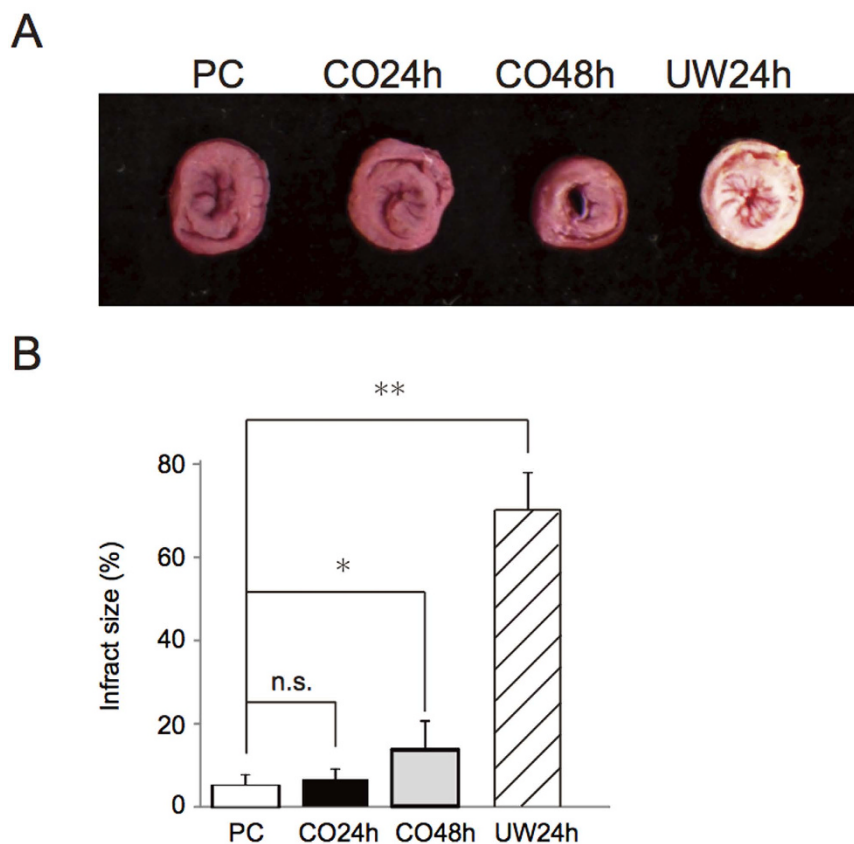 A
PC CO24h CO48h UW24h
B
**
80
60
*
40
n.s.
20
0
Infract size (%)
PC CO24h CO48h UW24h